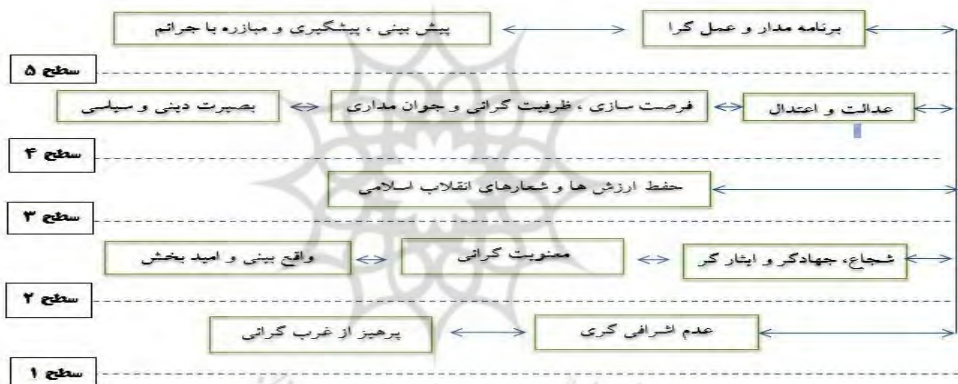 برنامه مدار و عمل گرا پیش بینی ، پیشگیری و مبارزه با جرائم
سطح ۵
عدالت و اعتدال فرصت سازی ، ظرفیت گرائی و جوان مداری بصیرت دینی و سیاسی
سطح ۴
حفظ ارزش ها و شعارهای انقلاب اسلامی
سطح ۳
شجاع، جهادگر و ایثار گر معنویت گرائی واقع بینی و امید بخش
سطح ۲
عدم اشرافی گری پرهیز از غرب گرائی
سطح ۱